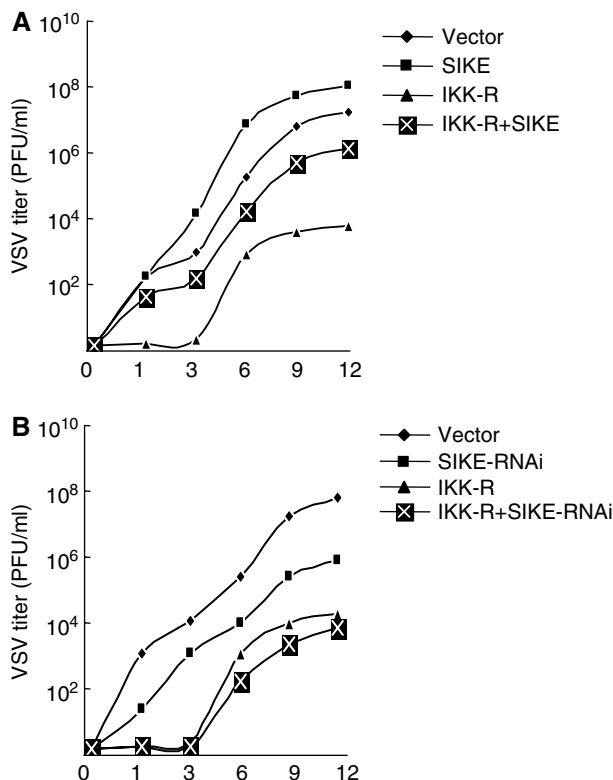 A
VSV titer (PFU/ml)
10^10
10^8
10^6
10^4
10^2
0 1 3 6 9 12
Vector
SIKE
IKK-R
IKK-R+SIKE
B
VSV titer (PFU/ml)
10^10
10^8
10^6
10^4
10^2
0 1 3 6 9 12
Vector
SIKE-RNAi
IKK-R
IKK-R+SIKE-RNAi